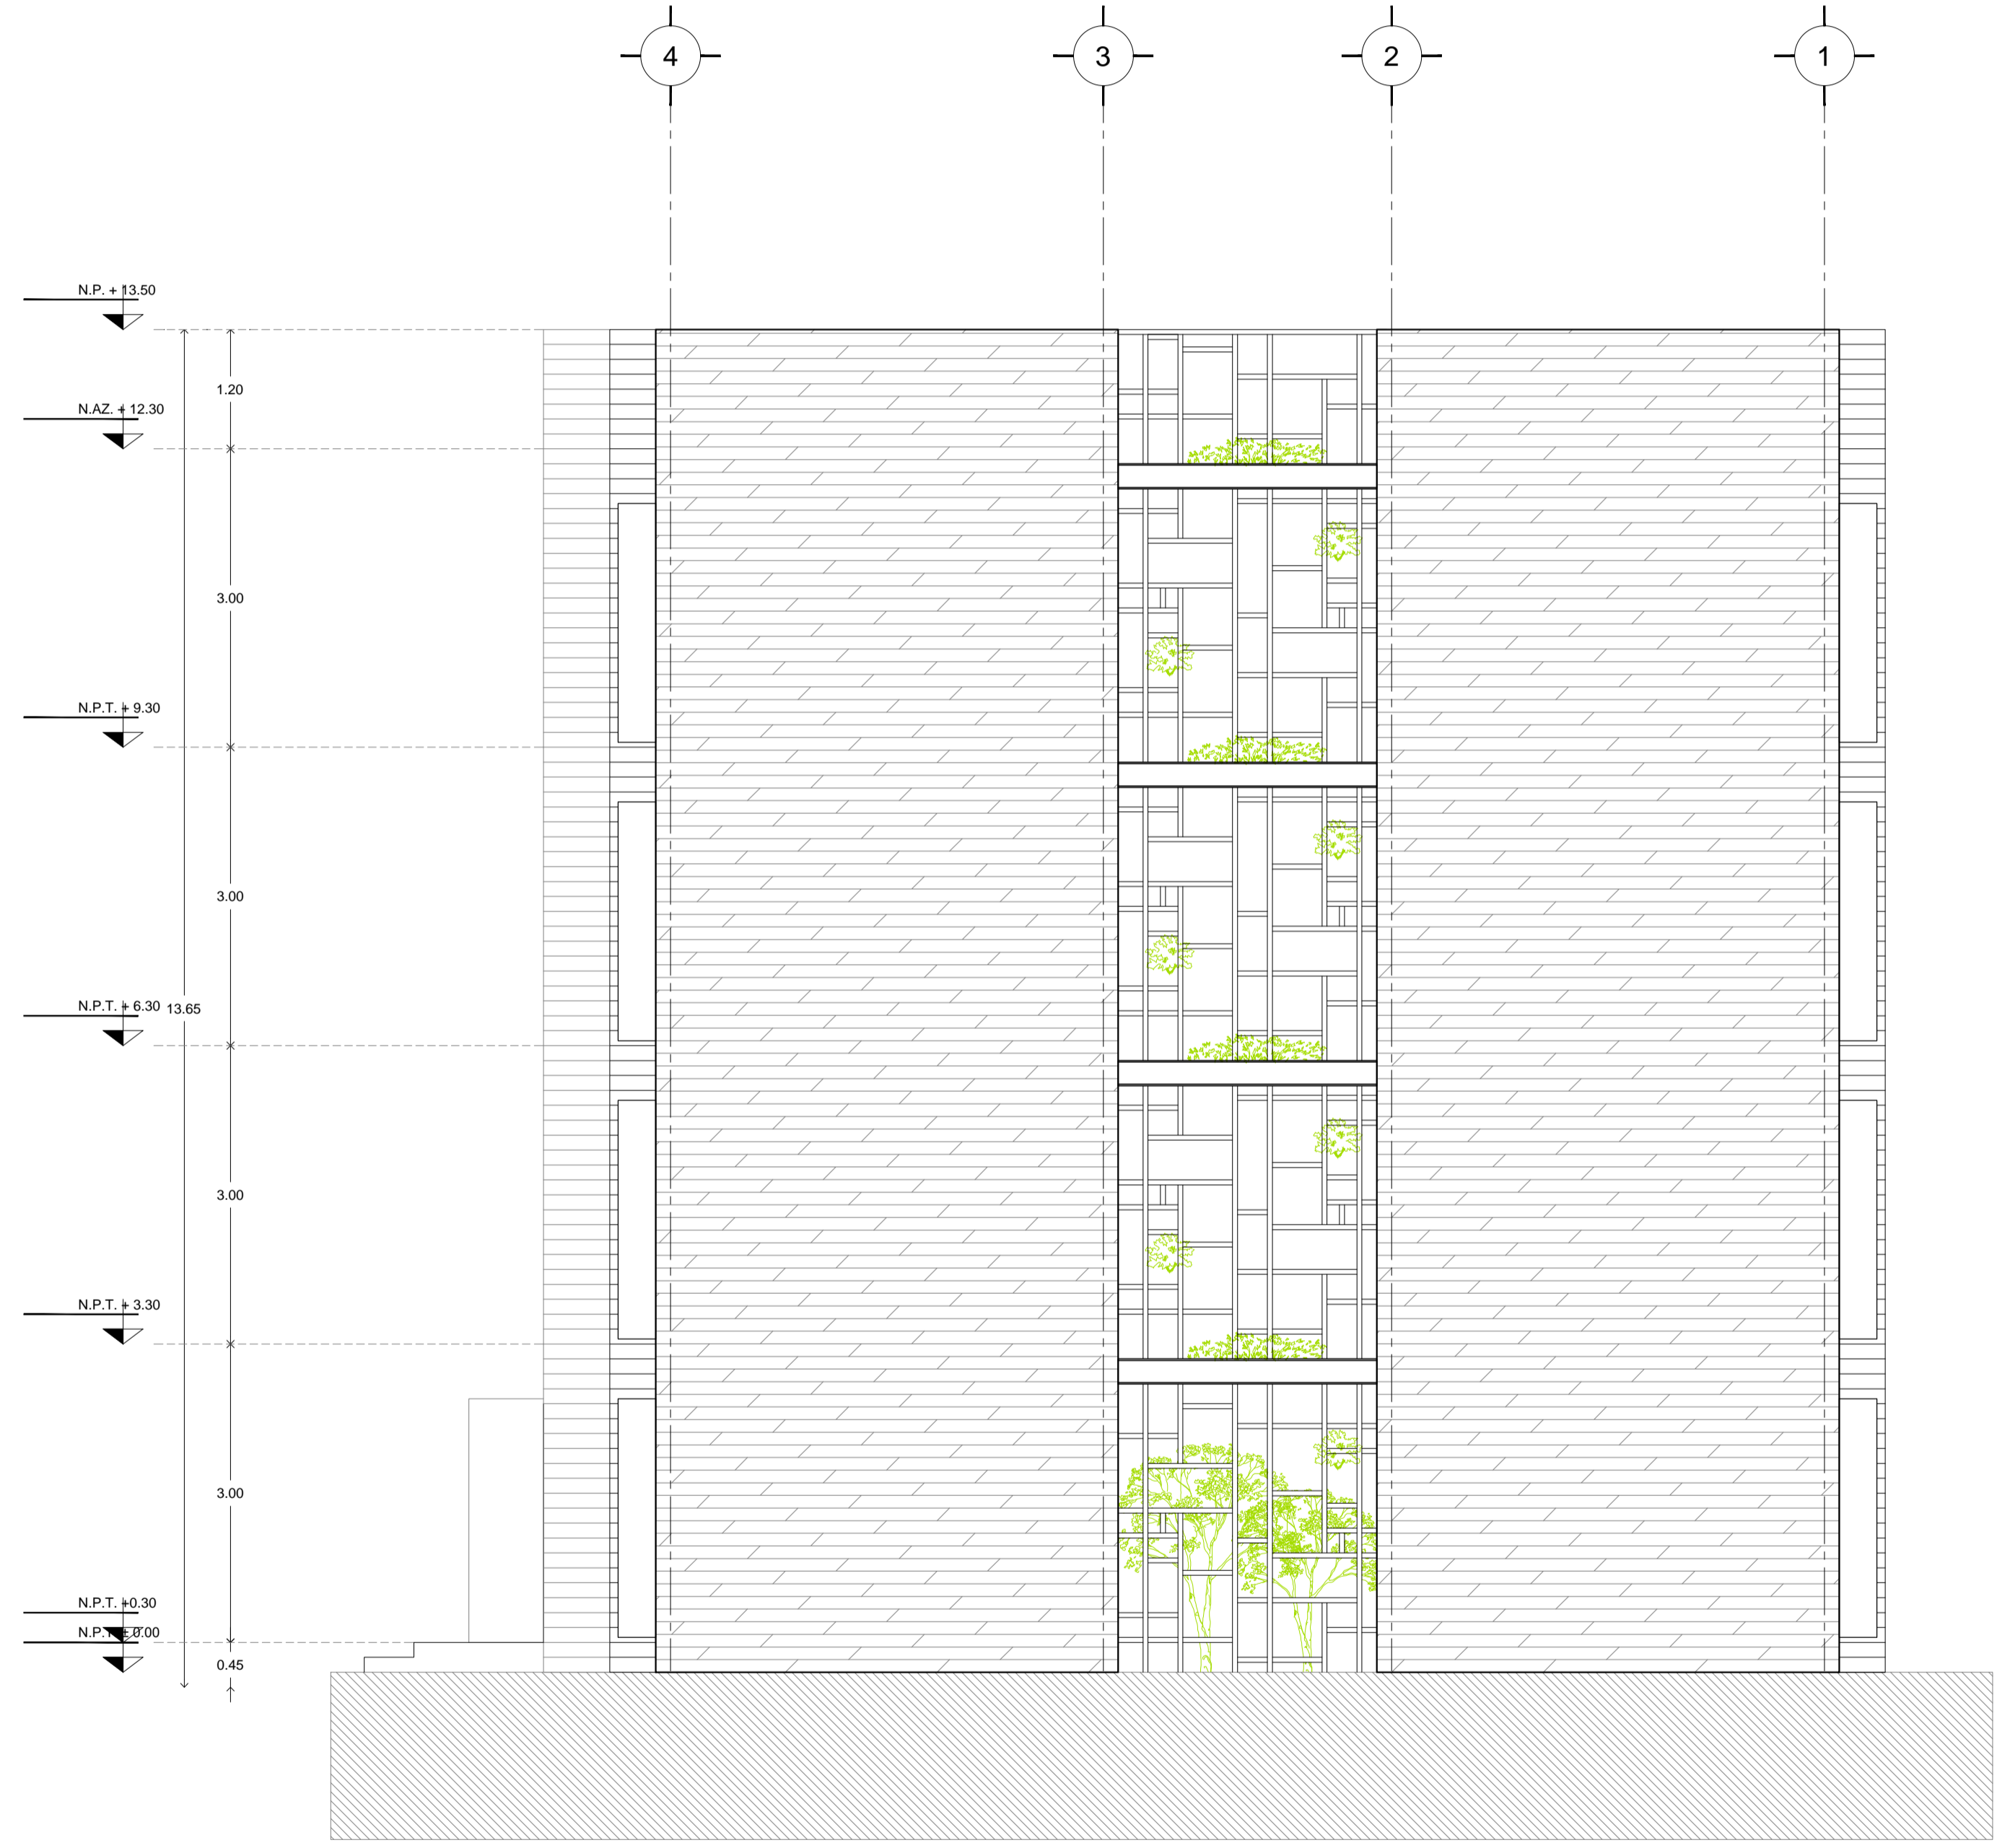 4 3 2 1
N.P. + 13.50
1.20
N.AZ. + 12.30
3.00
N.P.T. + 9.30
3.00
N.P.T. + 6.30
13.65
3.00
N.P.T. + 3.30
3.00
N.P.T. +0.30
N.P.T. ± 0.00
0.45